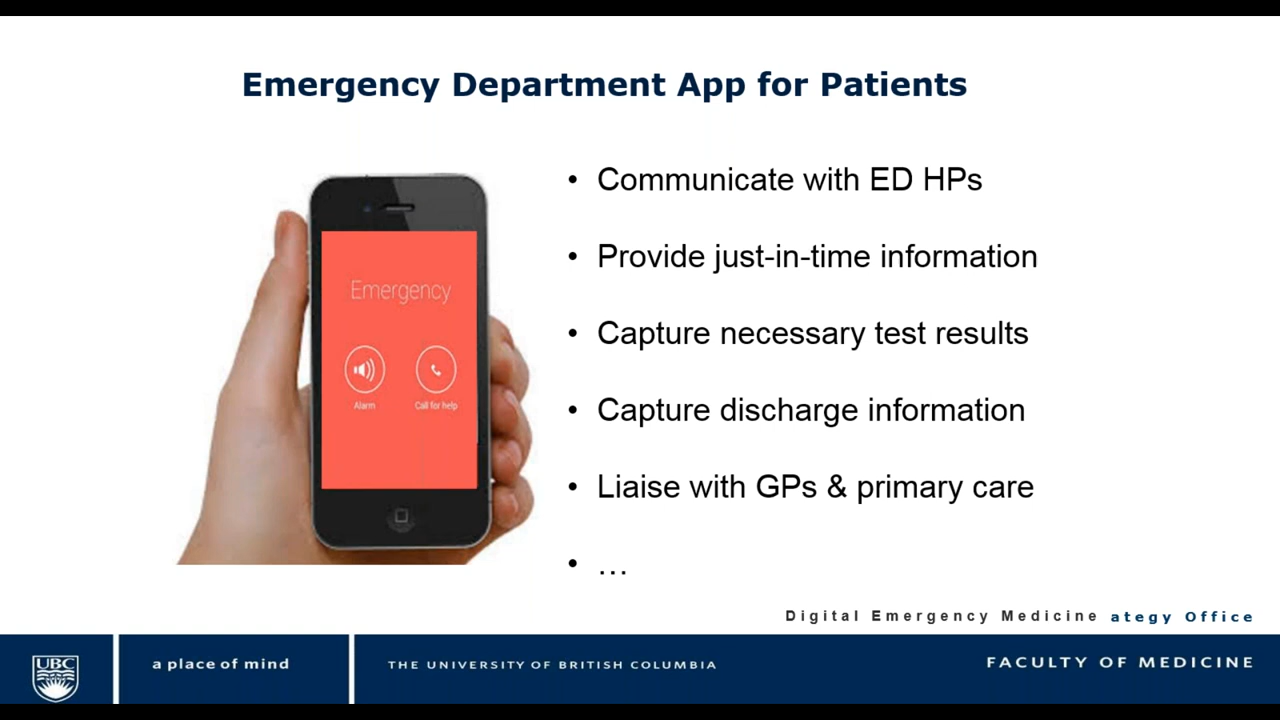 Emergency Department App for Patients
Emergency
Alarm
Call for help
• Communicate with ED HPs
• Provide just-in-time information
• Capture necessary test results
• Capture discharge information
• Liaise with GPs & primary care
• …
Digital Emergency Medicine ategy Office
UBC
a place of mind
THE UNIVERSITY OF BRITISH COLUMBIA
FACULTY OF MEDICINE